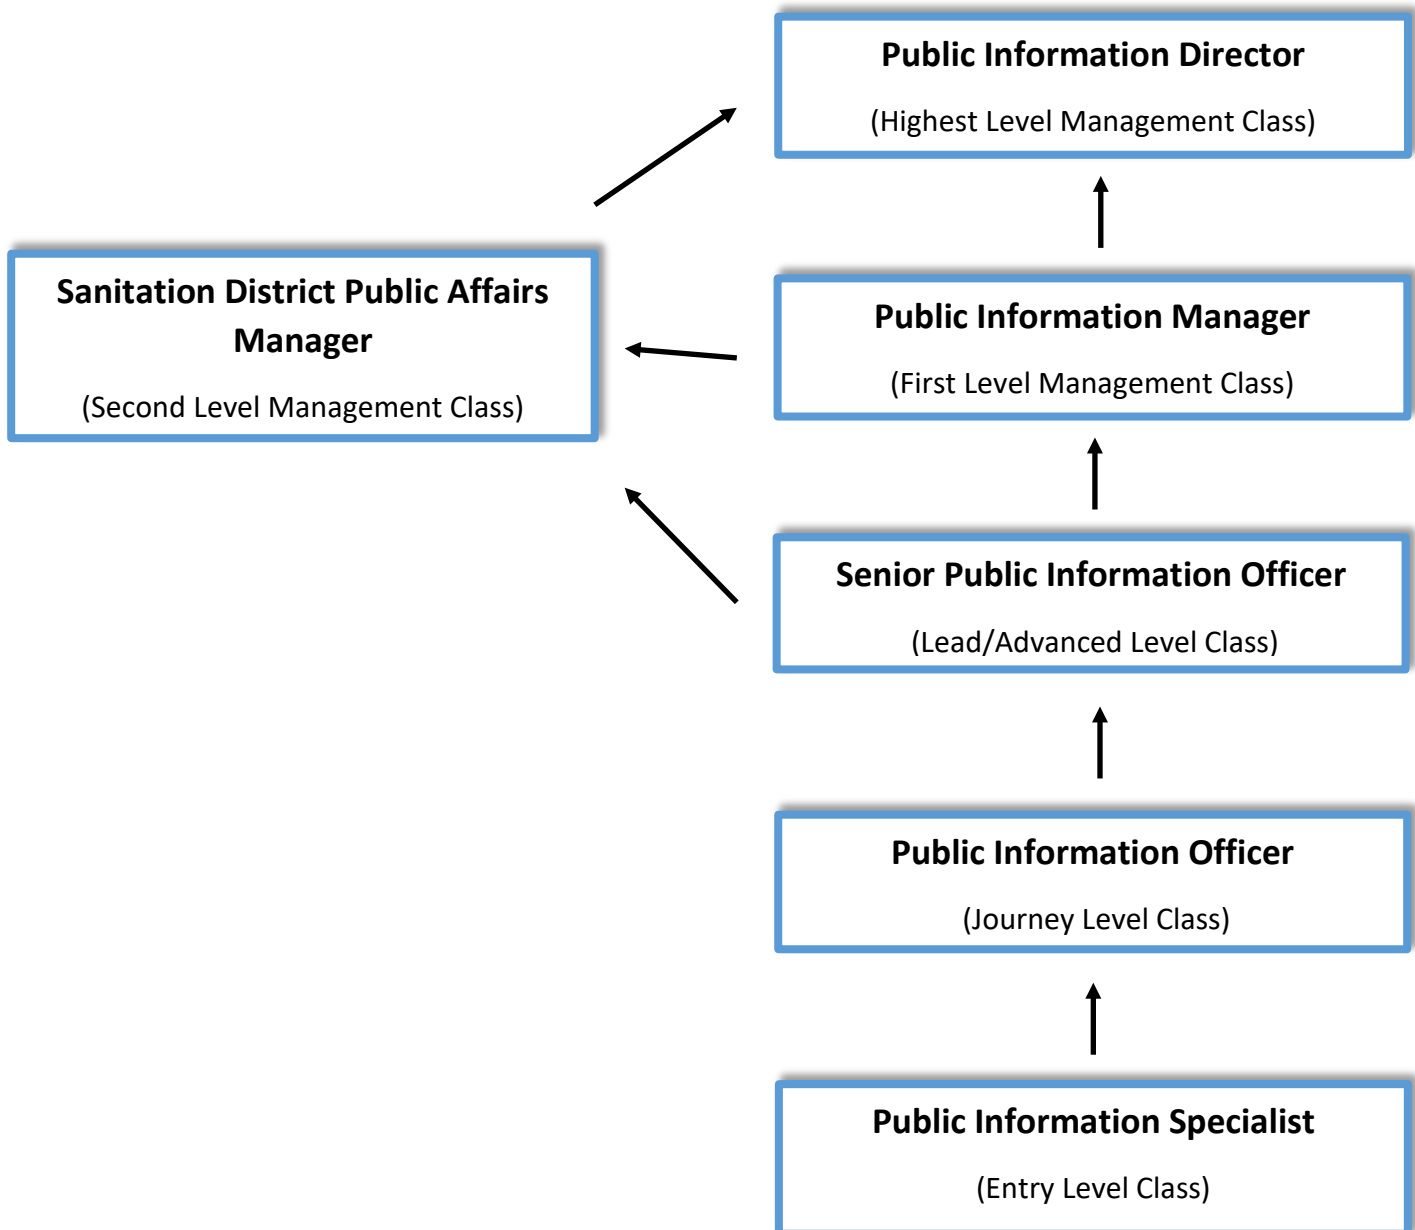 Public Information Director
(Highest Level Management Class)
Sanitation District Public Affairs
Manager
(Second Level Management Class)
Public Information Manager
(First Level Management Class)
Senior Public Information Officer
(Lead/Advanced Level Class)
Public Information Officer
(Journey Level Class)
Public Information Specialist
(Entry Level Class)